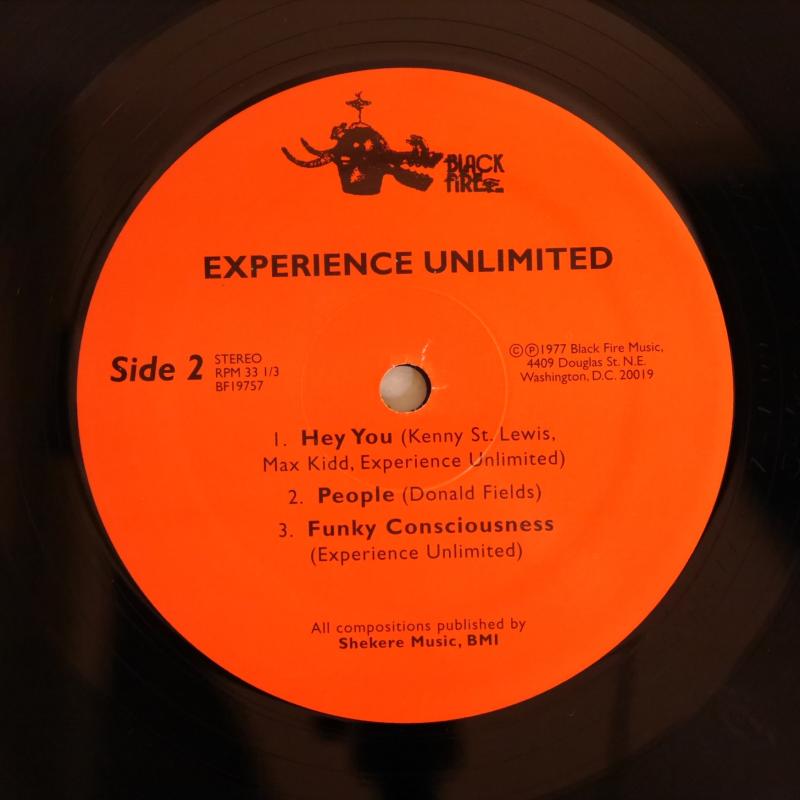 BLACK
FIRE
EXPERIENCE UNLIMITED
Side 2
STEREO
RPM 33 1/3
BF19757
©℗1977 Black Fire Music,
4409 Douglas St. N.E.
Washington, D.C. 20019
1. Hey You (Kenny St. Lewis,
Max Kidd, Experience Unlimited)
2. People (Donald Fields)
3. Funky Consciousness
(Experience Unlimited)
All compositions published by
Shekere Music, BMI